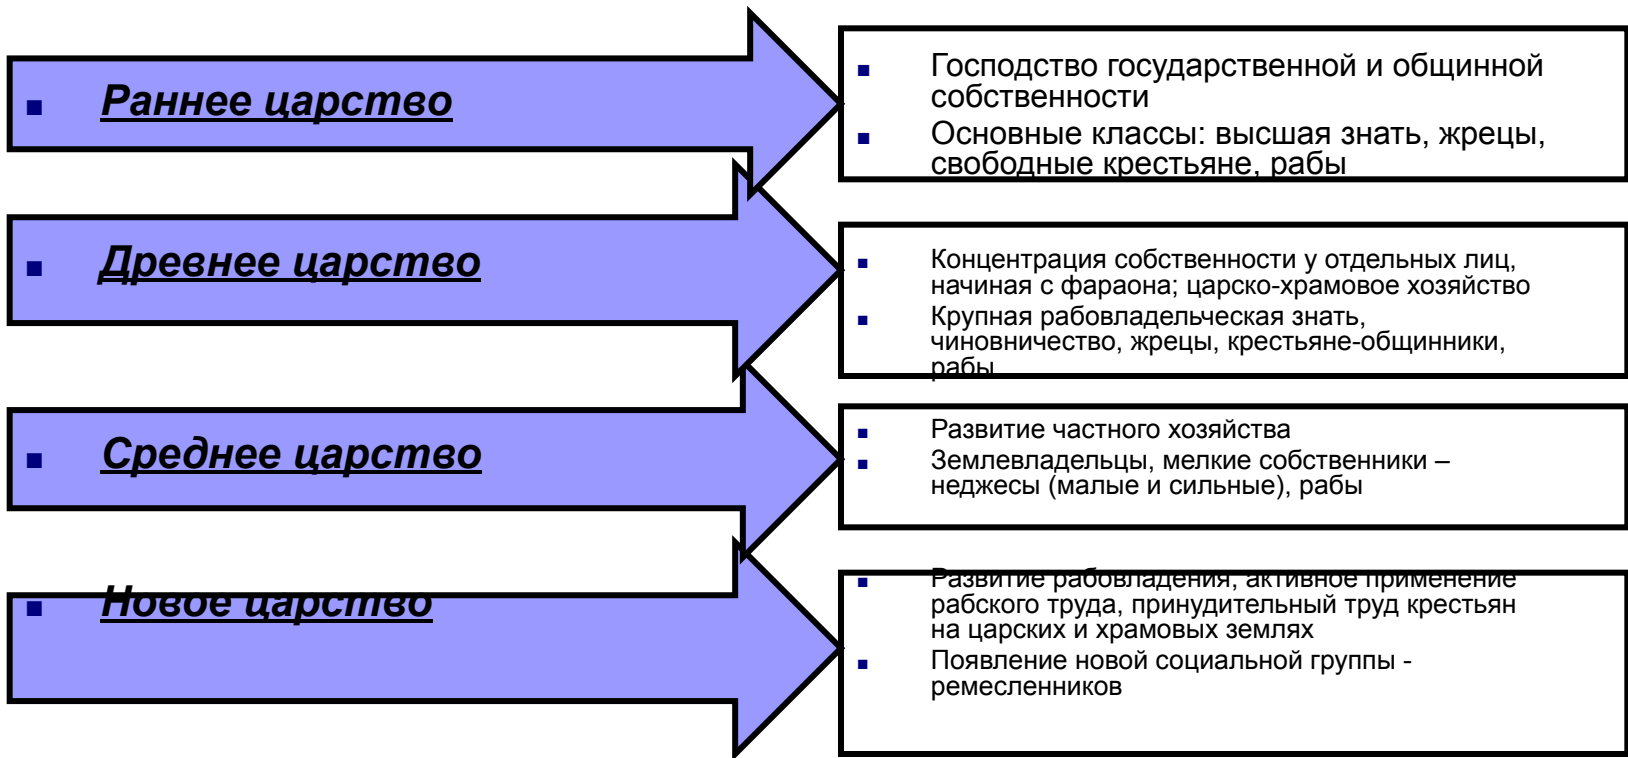 Раннее царство
Господство государственной и общинной
собственности
Основные классы: высшая знать, жрецы,
свободные крестьяне, рабы
Древнее царство
Концентрация собственности у отдельных лиц,
начиная с фараона; царско-храмовое хозяйство
Крупная рабовладельческая знать,
чиновничество, жрецы, крестьяне-общинники,
рабы
Среднее царство
Развитие частного хозяйства
Землевладельцы, мелкие собственники –
неджесы (малые и сильные), рабы
Новое царство
Развитие рабовладения, активное применение
рабского труда, принудительный труд крестьян
на царских и храмовых землях
Появление новой социальной группы -
ремесленников